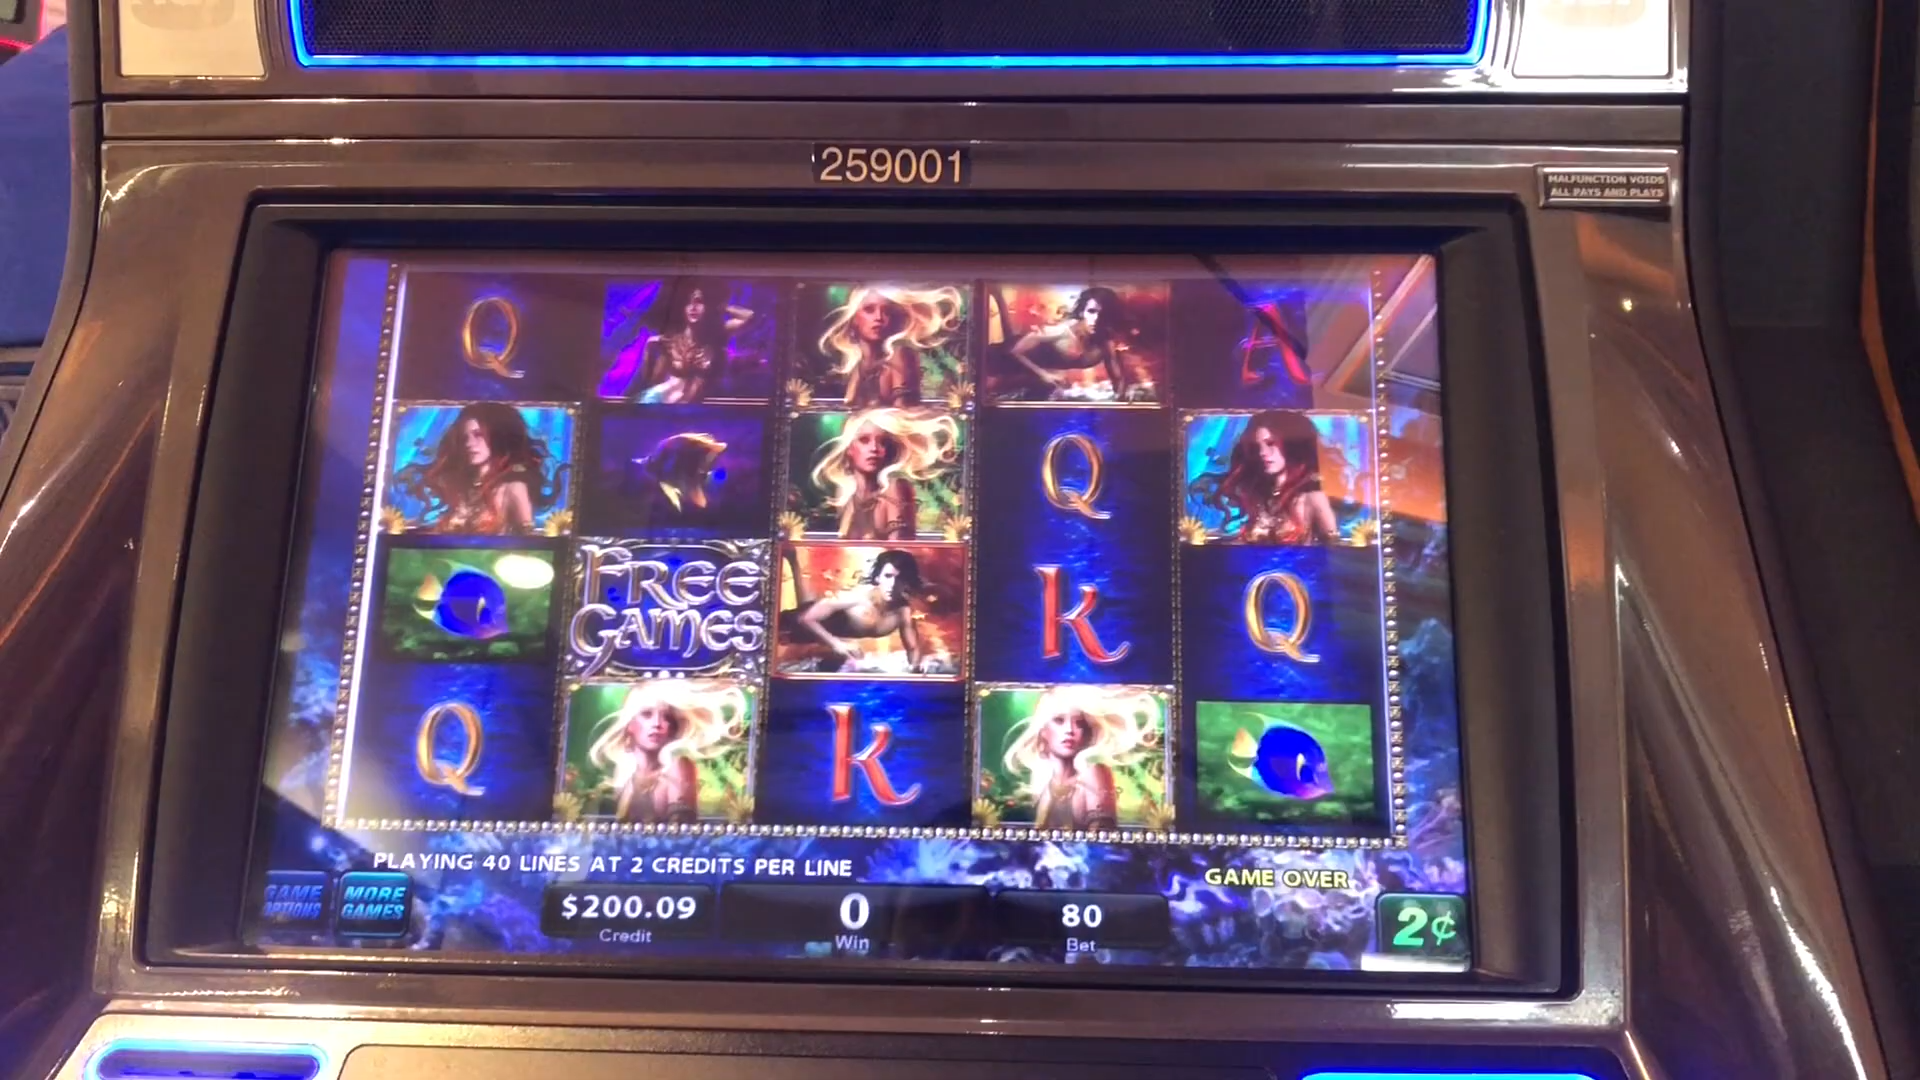 259001
MALFUNCTION VOIDS
ALL PAYS AND PLAYS
Q
A
Q
FREE
GAMES
K
Q
Q
K
PLAYING 40 LINES AT 2 CREDITS PER LINE
GAME OVER
GAME
OPTIONS
MORE
GAMES
$200.09
Credit
0
Win
80
Bet
2¢